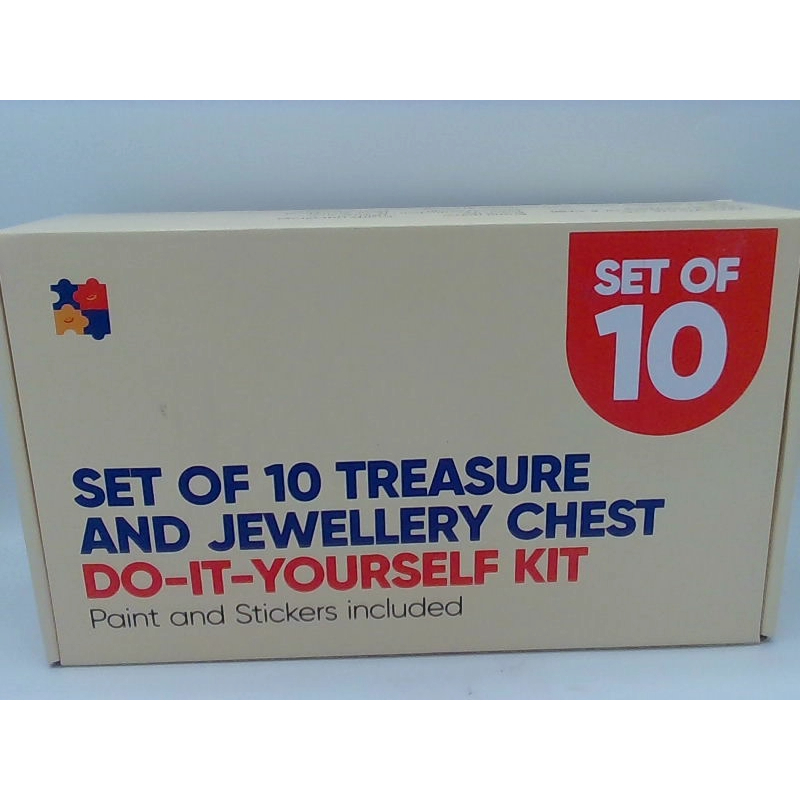 SET OF
10
SET OF 10 TREASURE
AND JEWELLERY CHEST
DO-IT-YOURSELF KIT
Paint and Stickers included